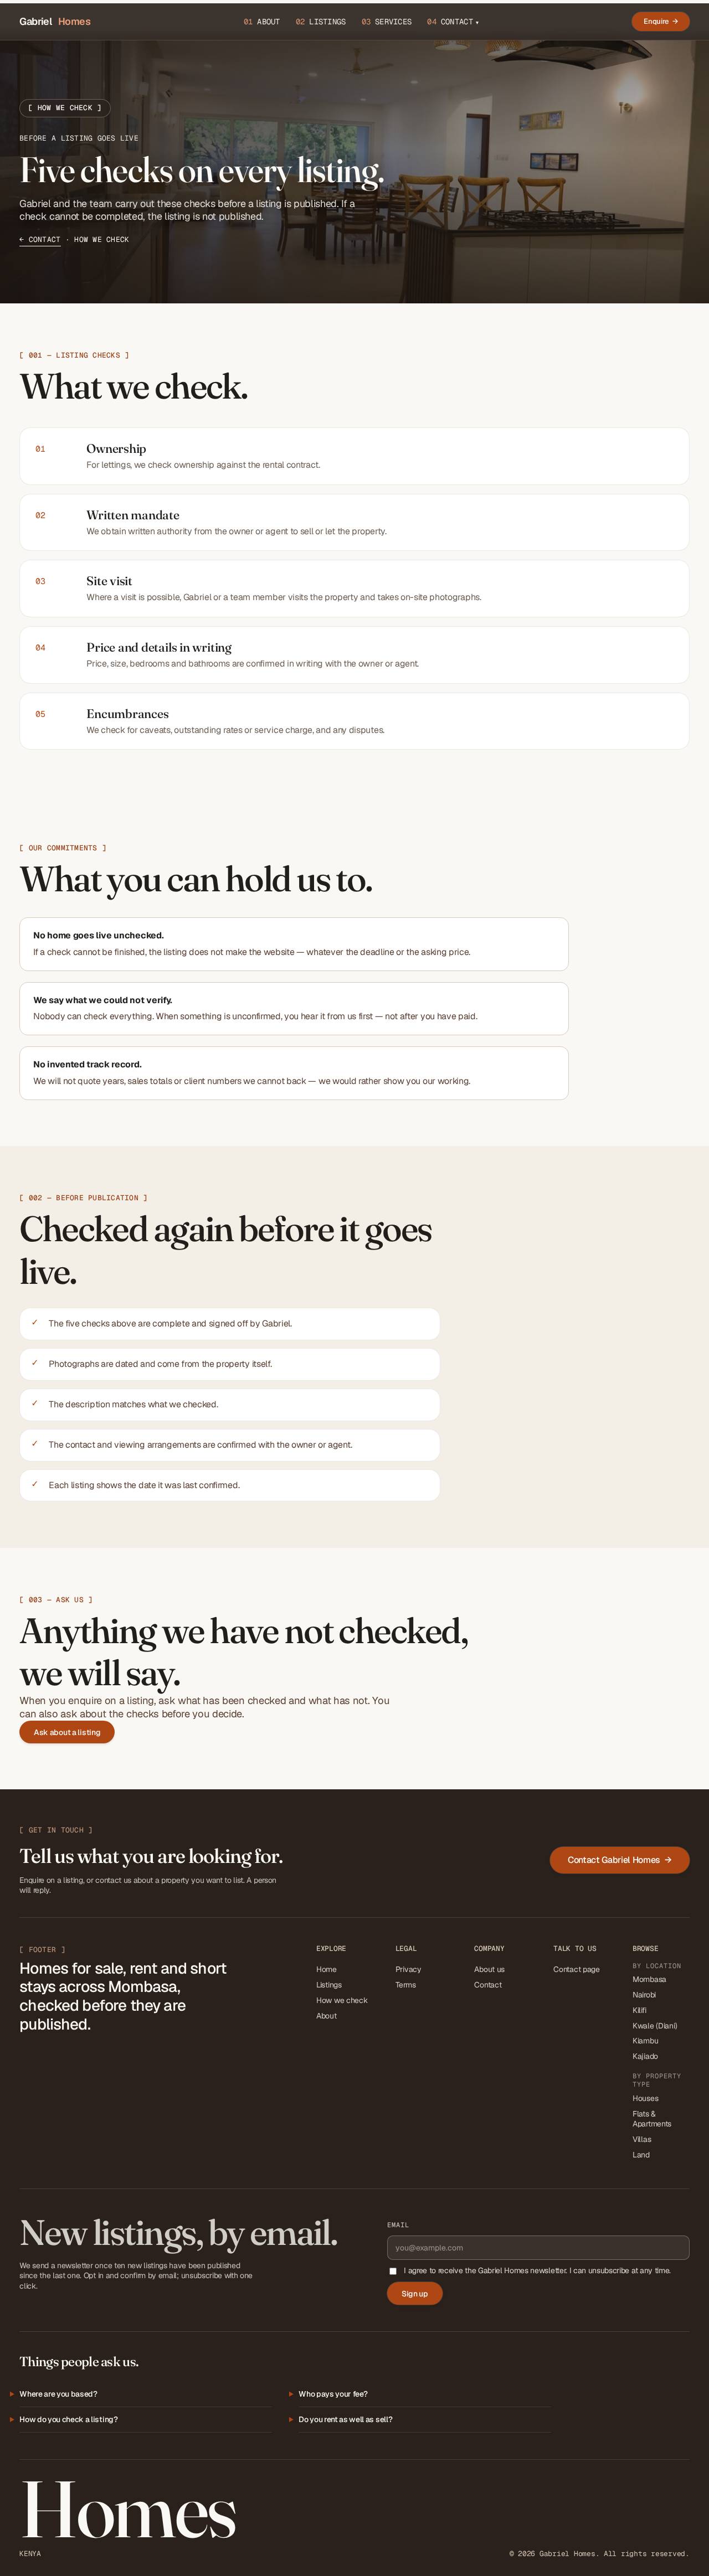 Gabriel Homes
01 ABOUT
02 LISTINGS
03 SERVICES
04 CONTACT ▾
Enquire →
[ HOW WE CHECK ]
BEFORE A LISTING GOES LIVE
Five checks on every listing.
Gabriel and the team carry out these checks before a listing is published. If a
check cannot be completed, the listing is not published.
← CONTACT · HOW WE CHECK
[ 001 — LISTING CHECKS ]
What we check.
01
Ownership
For lettings, we check ownership against the rental contract.
02
Written mandate
We obtain written authority from the owner or agent to sell or let the property.
03
Site visit
Where a visit is possible, Gabriel or a team member visits the property and takes on-site photographs.
04
Price and details in writing
Price, size, bedrooms and bathrooms are confirmed in writing with the owner or agent.
05
Encumbrances
We check for caveats, outstanding rates or service charge, and any disputes.
[ OUR COMMITMENTS ]
What you can hold us to.
No home goes live unchecked.
If a check cannot be finished, the listing does not make the website — whatever the deadline or the asking price.
We say what we could not verify.
Nobody can check everything. When something is unconfirmed, you hear it from us first — not after you have paid.
No invented track record.
We will not quote years, sales totals or client numbers we cannot back — we would rather show you our working.
[ 002 — BEFORE PUBLICATION ]
Checked again before it goes
live.
✓ The five checks above are complete and signed off by Gabriel.
✓ Photographs are dated and come from the property itself.
✓ The description matches what we checked.
✓ The contact and viewing arrangements are confirmed with the owner or agent.
✓ Each listing shows the date it was last confirmed.
[ 003 — ASK US ]
Anything we have not checked,
we will say.
When you enquire on a listing, ask what has been checked and what has not. You
can also ask about the checks before you decide.
Ask about a listing
[ GET IN TOUCH ]
Tell us what you are looking for.
Enquire on a listing, or contact us about a property you want to list. A person
will reply.
Contact Gabriel Homes →
[ FOOTER ]
Homes for sale, rent and short
stays across Mombasa,
checked before they are
published.
EXPLORE
Home
Listings
How we check
About
LEGAL
Privacy
Terms
COMPANY
About us
Contact
TALK TO US
Contact page
BROWSE
BY LOCATION
Mombasa
Nairobi
Kilifi
Kwale (Diani)
Kiambu
Kajiado
BY PROPERTY
TYPE
Houses
Flats &
Apartments
Villas
Land
New listings, by email.
We send a newsletter once ten new listings have been published
since the last one. Opt in and confirm by email; unsubscribe with one
click.
EMAIL
you@example.com
I agree to receive the Gabriel Homes newsletter. I can unsubscribe at any time.
Sign up
Things people ask us.
Where are you based?
Who pays your fee?
How do you check a listing?
Do you rent as well as sell?
Homes
KENYA
© 2026 Gabriel Homes. All rights reserved.